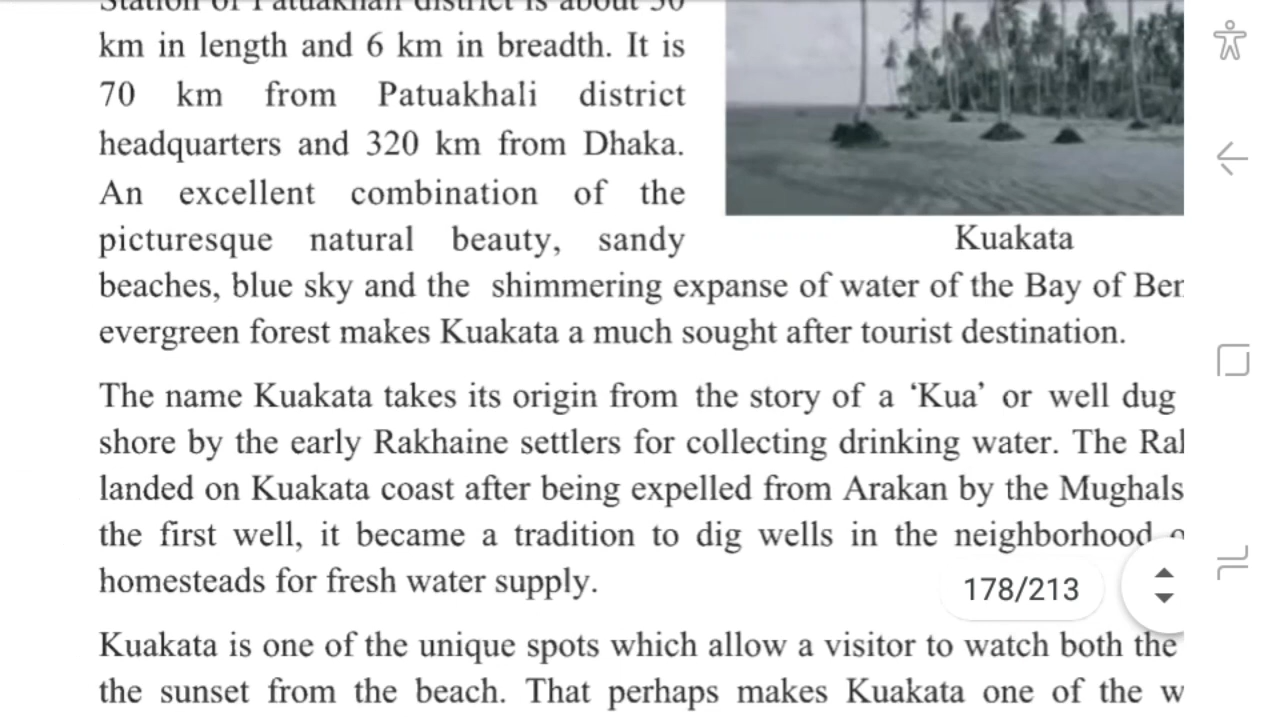 Station of Patuakhali district is about 30
km in length and 6 km in breadth. It is
70 km from Patuakhali district
headquarters and 320 km from Dhaka.
An excellent combination of the
picturesque natural beauty, sandy
Kuakata
beaches, blue sky and the shimmering expanse of water of the Bay of
evergreen forest makes Kuakata a much sought after tourist destination.
The name Kuakata takes its origin from the story of a ‘Kua’ or well dug
shore by the early Rakhaine settlers for collecting drinking water. The
landed on Kuakata coast after being expelled from Arakan by the Mughals
the first well, it became a tradition to dig wells in the neighborhood
homesteads for fresh water supply.
178/213
Kuakata is one of the unique spots which allow a visitor to watch both the
the sunset from the beach. That perhaps makes Kuakata one of the